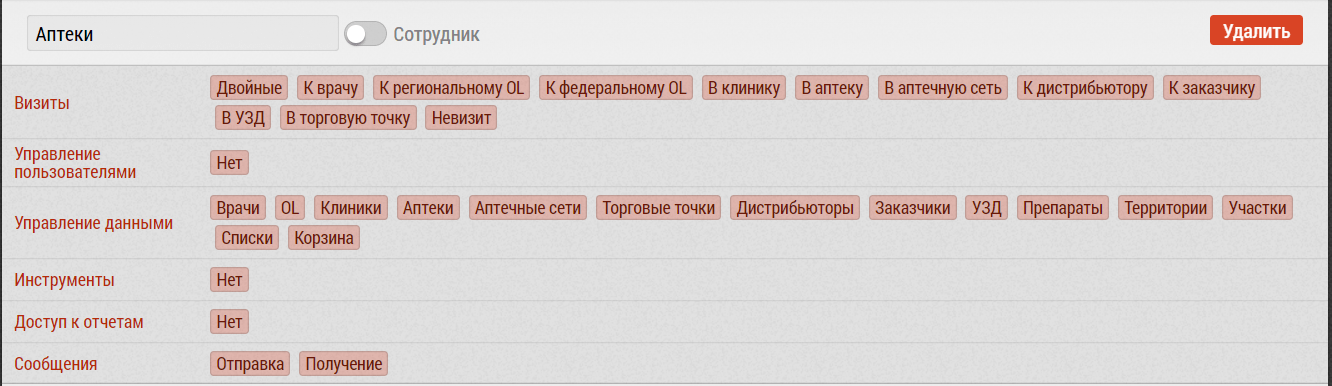 Аптеки Сотрудник Удалить
Визиты Двойные К врачу К региональному OL К федеральному OL В клинику В аптеку В аптечную сеть К дистрибьютору К заказчику
В УЗД В торговую точку Невизит
Управление
пользователями
Нет
Управление данными Врачи OL Клиники Аптеки Аптечные сети Торговые точки Дистрибьюторы Заказчики УЗД Препараты Территории Участки
Списки Корзина
Инструменты Нет
Доступ к отчетам Нет
Сообщения Отправка Получение